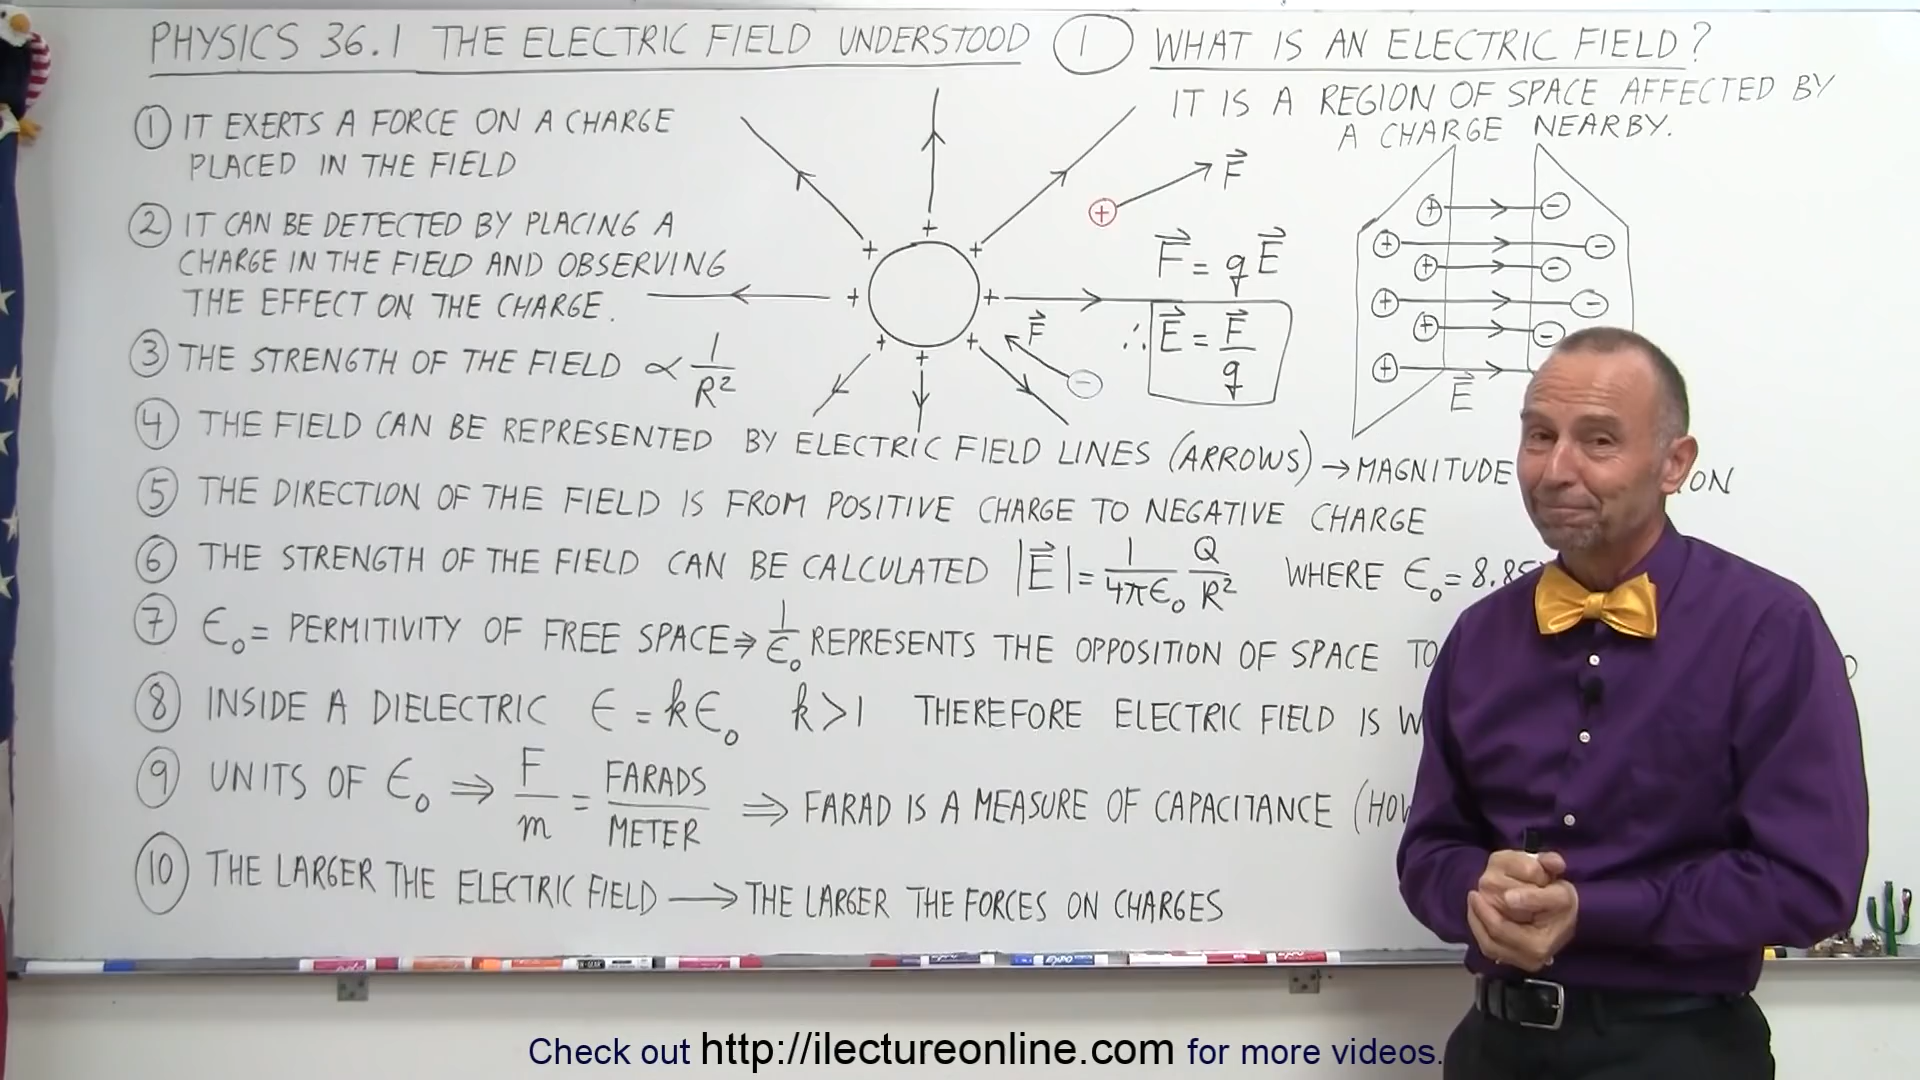 PHYSICS 36.1 THE ELECTRIC FIELD UNDERSTOOD 1 WHAT IS AN ELECTRIC FIELD?
IT IS A REGION OF SPACE AFFECTED BY
A CHARGE NEARBY.
① IT EXERTS A FORCE ON A CHARGE
PLACED IN THE FIELD
② IT CAN BE DETECTED BY PLACING A
CHARGE IN THE FIELD AND OBSERVING
THE EFFECT ON THE CHARGE.
③ THE STRENGTH OF THE FIELD ∝ 1/R²
+ + + + + + + +
+ F⃗
F⃗ = qE⃗
∴ E⃗ = F⃗/q
F⃗ −
+ −
+ −
+ −
+ −
+ −
+
E⃗
④ THE FIELD CAN BE REPRESENTED BY ELECTRIC FIELD LINES (ARROWS) → MAGNITUDE ION
⑤ THE DIRECTION OF THE FIELD IS FROM POSITIVE CHARGE TO NEGATIVE CHARGE
⑥ THE STRENGTH OF THE FIELD CAN BE CALCULATED |E⃗| = 1/4πϵ₀ Q/R² WHERE ϵ₀ = 8.85
⑦ ϵ₀ = PERMITIVITY OF FREE SPACE ⇒ 1/ϵ₀ REPRESENTS THE OPPOSITION OF SPACE TO
⑧ INSIDE A DIELECTRIC ϵ = kϵ₀ k > 1 THEREFORE ELECTRIC FIELD IS W
⑨ UNITS OF ϵ₀ ⇒ F/m = FARADS/METER ⇒ FARAD IS A MEASURE OF CAPACITANCE (HOW
⑩ THE LARGER THE ELECTRIC FIELD → THE LARGER THE FORCES ON CHARGES
Check out http://ilectureonline.com for more videos.